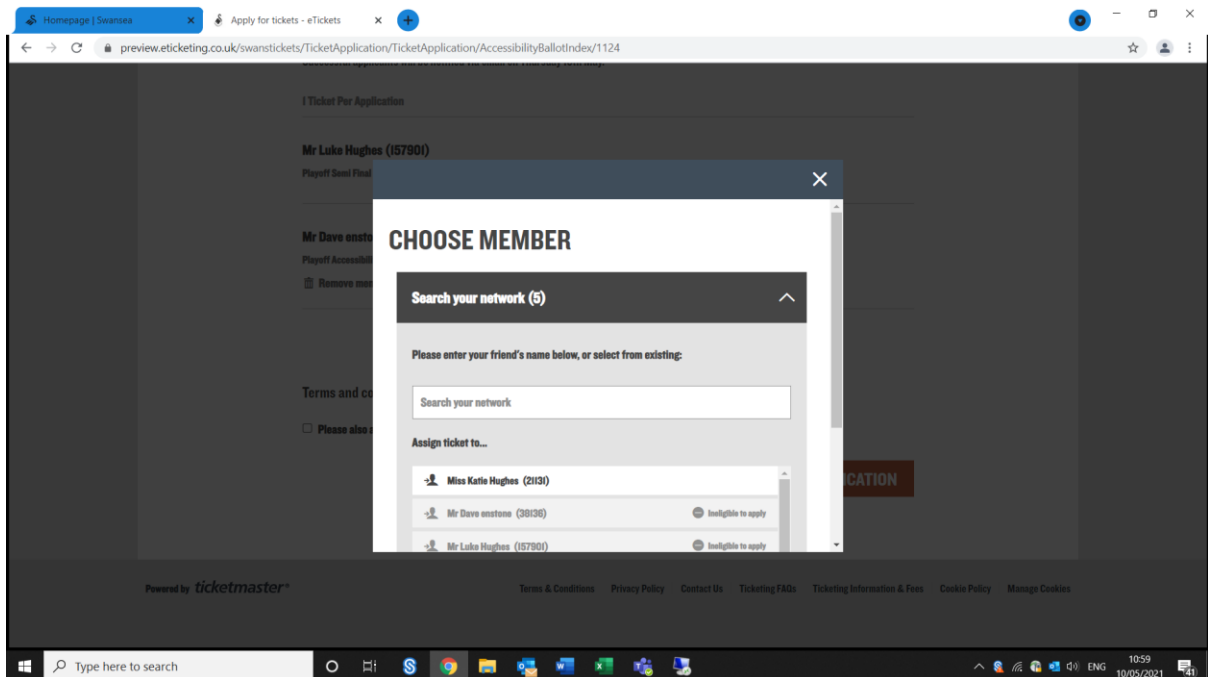 Homepage | Swansea
Apply for tickets - eTickets
preview.eticketing.co.uk/swanstickets/TicketApplication/TicketApplication/AccessibilityBallotIndex/1124
1 Ticket Per Application
Mr Luke Hughes (157901)
Playoff Semi Final
Mr Dave ensto
Playoff Accessibili
Remove mem
CHOOSE MEMBER
Search your network (5)
Please enter your friend's name below, or select from existing:
Search your network
Assign ticket to...
Miss Katie Hughes (21131)
Mr Dave enstone (38136) Ineligible to apply
Mr Luke Hughes (157901) Ineligible to apply
Terms and co
Please also a
ICATION
Powered by ticketmaster®
Terms & Conditions Privacy Policy Contact Us Ticketing FAQs Ticketing Information & Fees Cookie Policy Manage Cookies
Type here to search
ENG
10:59
10/05/2021
41